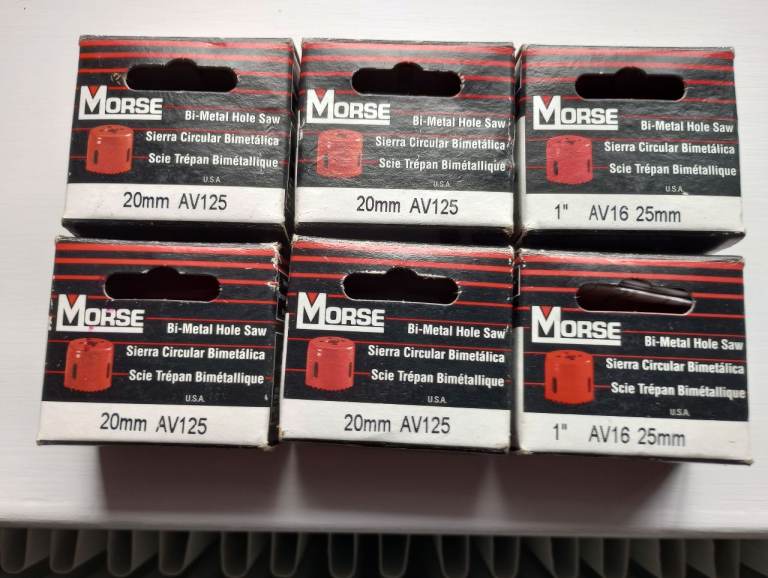 MORSE
Bi-Metal Hole Saw
Sierra Circular Bimetálica
Scie Trépan Bimétallique
U.S.A.
20mm AV125
MORSE
Bi-Metal Hole Saw
Sierra Circular Bimetálica
Scie Trépan Bimétallique
U.S.A.
20mm AV125
MORSE
Bi-Metal Hole Saw
Sierra Circular Bimetálica
Scie Trépan Bimétallique
U.S.A.
1" AV16 25mm
MORSE
Bi-Metal Hole Saw
Sierra Circular Bimetálica
Scie Trépan Bimétallique
U.S.A.
20mm AV125
MORSE
Bi-Metal Hole Saw
Sierra Circular Bimetálica
Scie Trépan Bimétallique
U.S.A.
20mm AV125
MORSE
Bi-Metal Hole Saw
Sierra Circular Bimetálica
Scie Trépan Bimétallique
U.S.A.
1" AV16 25mm